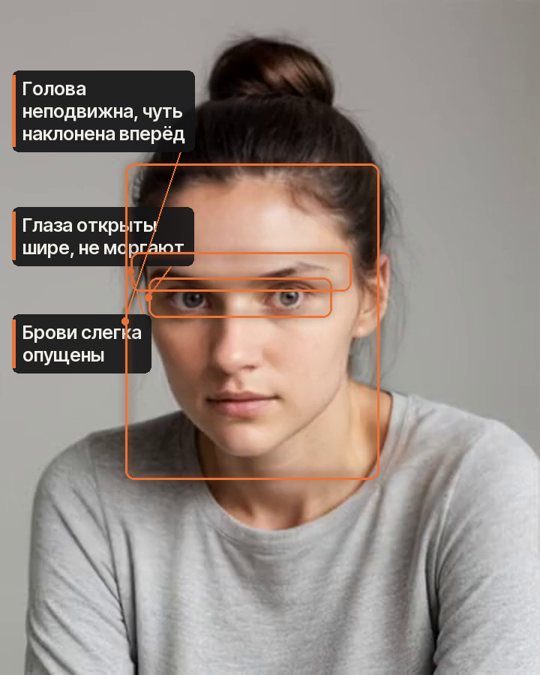 Голова
неподвижна, чуть
наклонена вперёд
Глаза открыты
шире, не моргают
Брови слегка
опущены